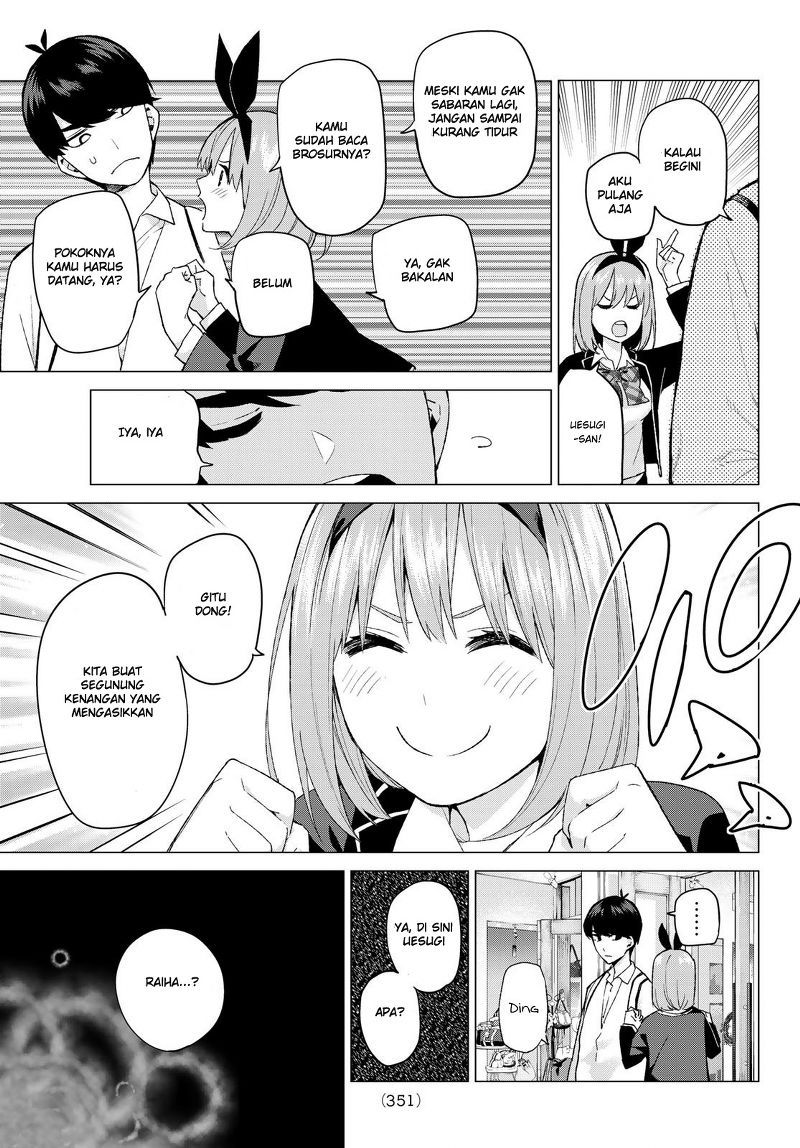 KALAU
BEGINI
AKU
PULANG
AJA
UESUGI
-SAN!
MESKI KAMU GAK
SABARAN LAGI,
JANGAN SAMPAI
KURANG TIDUR
YA, GAK
BAKALAN
KAMU
SUDAH BACA
BROSURNYA?
BELUM
POKOKNYA
KAMU HARUS
DATANG, YA?
IYA, IYA
GITU
DONG!
KITA BUAT
SEGUNUNG
KENANGAN YANG
MENGASIKKAN
......
Ding
YA, DI SINI
UESUGI
APA?
RAIHA...?
(351)